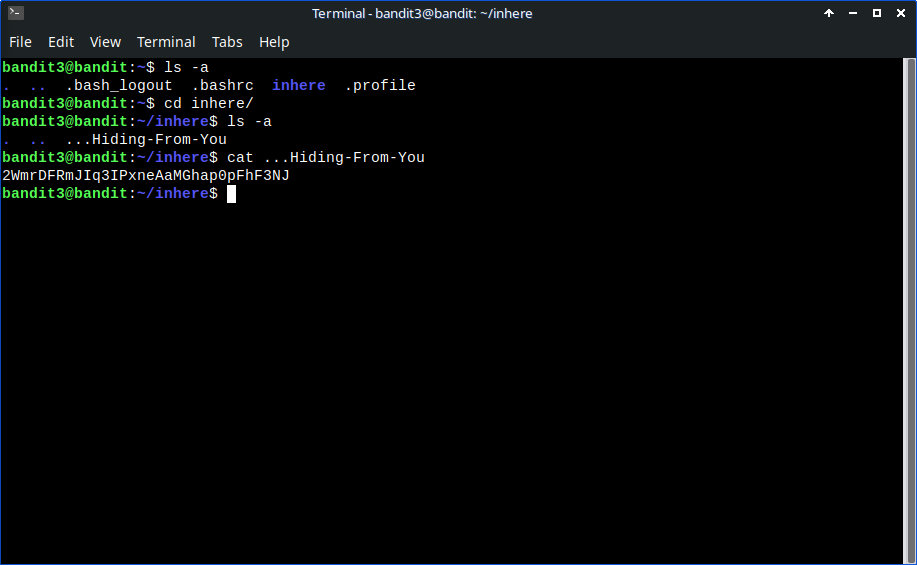 Terminal - bandit3@bandit: ~/inhere
File Edit View Terminal Tabs Help
bandit3@bandit:~$ ls -a
.  ..  .bash_logout  .bashrc  inhere  .profile
bandit3@bandit:~$ cd inhere/
bandit3@bandit:~/inhere$ ls -a
.  ..  ...Hiding-From-You
bandit3@bandit:~/inhere$ cat ...Hiding-From-You
2WmrDFRmJIq3IPxneAaMGhap0pFhF3NJ
bandit3@bandit:~/inhere$